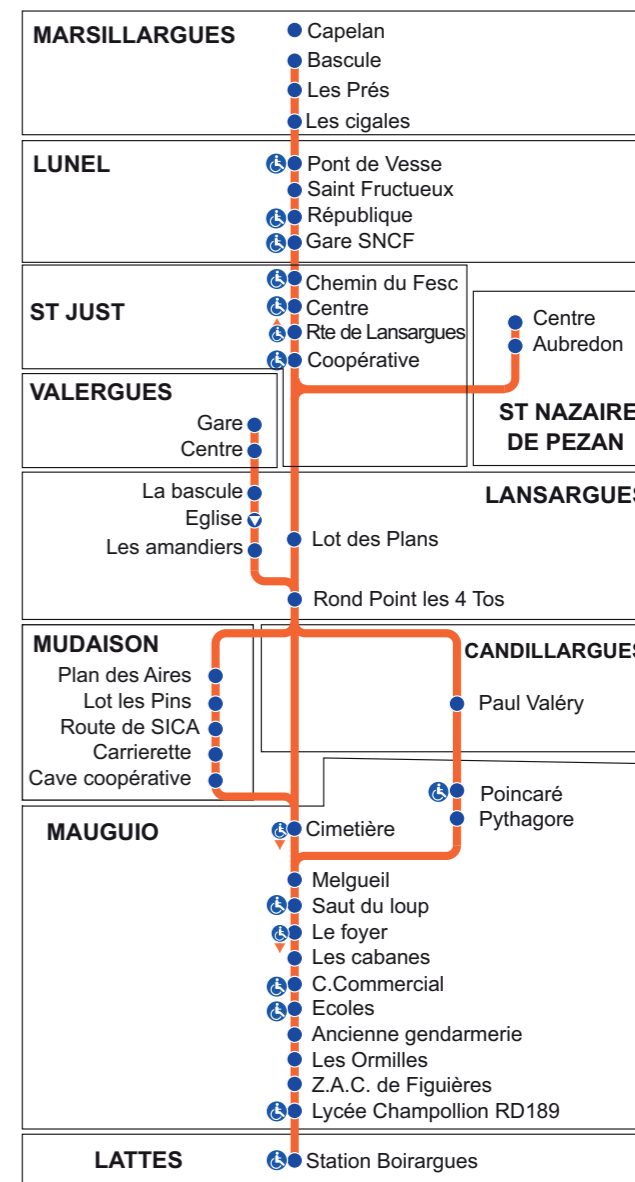 MARSILLARGUES
Capelan
Bascule
Les Prés
Les cigales
LUNEL
Pont de Vesse
Saint Fructueux
République
Gare SNCF
ST JUST
Chemin du Fesc
Centre
Rte de Lansargues
Coopérative
Centre
Aubredon
ST NAZAIRE
DE PEZAN
VALERGUES
Gare
Centre
La bascule
Eglise
Les amandiers
LANSARGUES
Lot des Plans
Rond Point les 4 Tos
MUDAISON
Plan des Aires
Lot les Pins
Route de SICA
Carrierette
Cave coopérative
CANDILLARGUES
Paul Valéry
Poincaré
Pythagore
MAUGUIO
Cimetière
Melgueil
Saut du loup
Le foyer
Les cabanes
C.Commercial
Ecoles
Ancienne gendarmerie
Les Ormilles
Z.A.C. de Figuières
Lycée Champollion RD189
LATTES
Station Boirargues